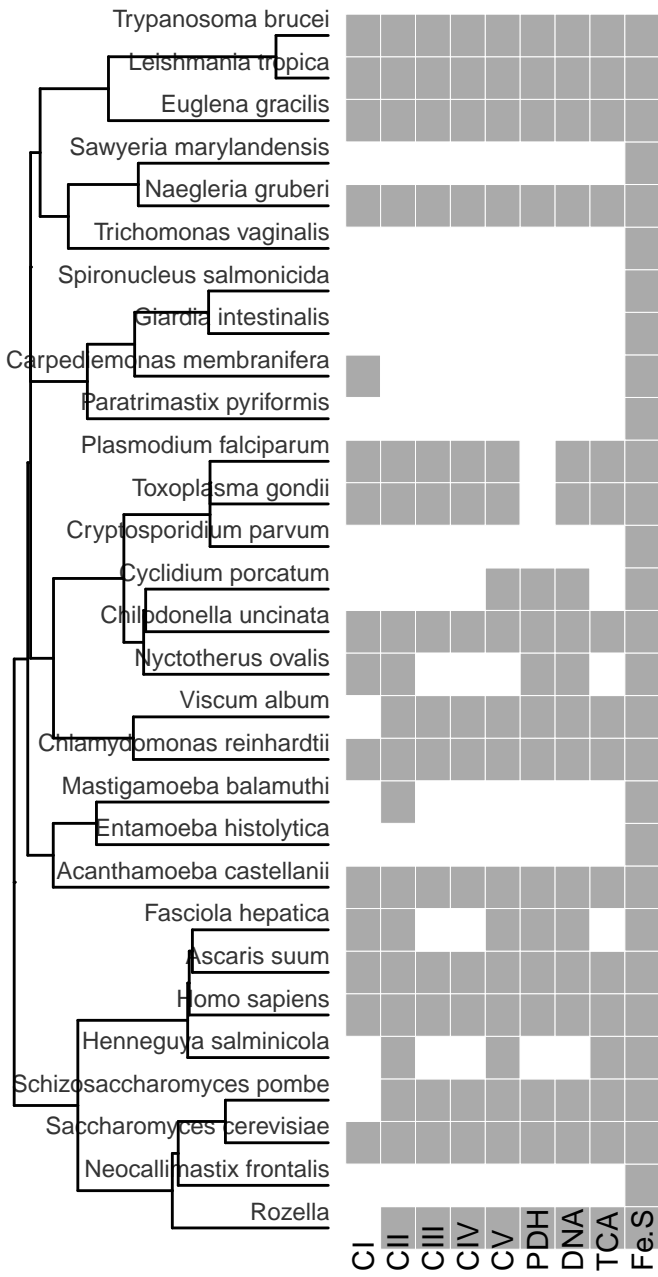 Trypanosoma brucei
Leishmania tropica
Euglena gracilis
Sawyeria marylandensis
Naegleria gruberi
Trichomonas vaginalis
Spironucleus salmonicida
Giardia intestinalis
Carpediemonas membranifera
Paratrimastix pyriformis
Plasmodium falciparum
Toxoplasma gondii
Cryptosporidium parvum
Cyclidium porcatum
Chilodonella uncinata
Nyctotherus ovalis
Viscum album
Chlamydomonas reinhardtii
Mastigamoeba balamuthi
Entamoeba histolytica
Acanthamoeba castellanii
Fasciola hepatica
Ascaris suum
Homo sapiens
Henneguya salminicola
Schizosaccharomyces pombe
Saccharomyces cerevisiae
Neocallimastix frontalis
Rozella
CI
CII
CIII
CIV
CV
PDH
DNA
TCA
Fe.S